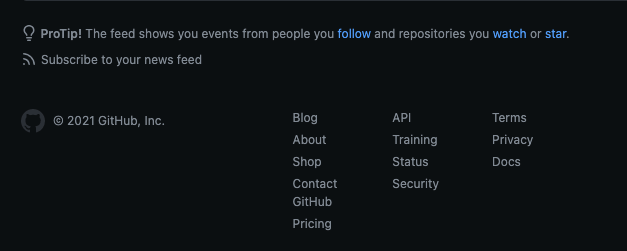 ProTip! The feed shows you events from people you follow and repositories you watch or star.
Subscribe to your news feed
© 2021 GitHub, Inc.
Blog
About
Shop
Contact
GitHub
Pricing
API
Training
Status
Security
Terms
Privacy
Docs